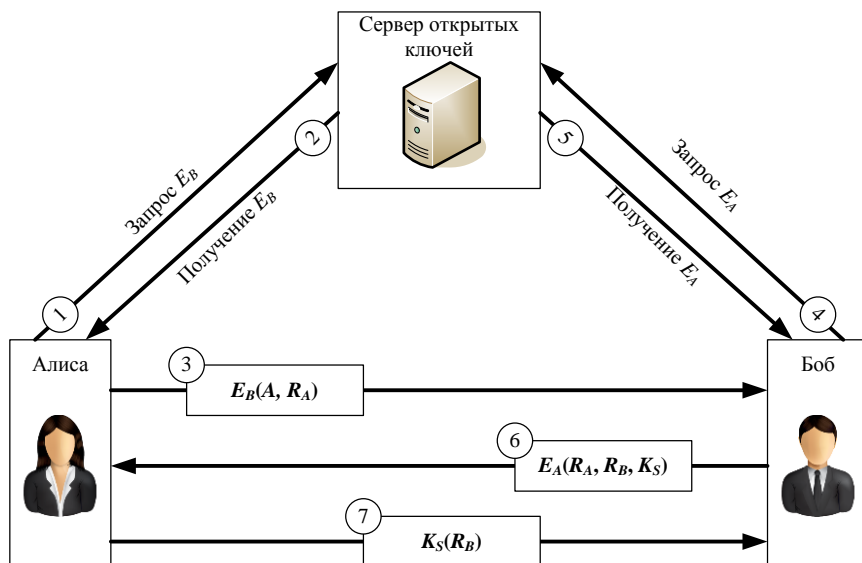 Сервер открытых
ключей
1
Запрос E_B
2
Получение E_B
5
Получение E_A
4
Запрос E_A
Алиса
Боб
3
E_B(A, R_A)
6
E_A(R_A, R_B, K_S)
7
K_S(R_B)